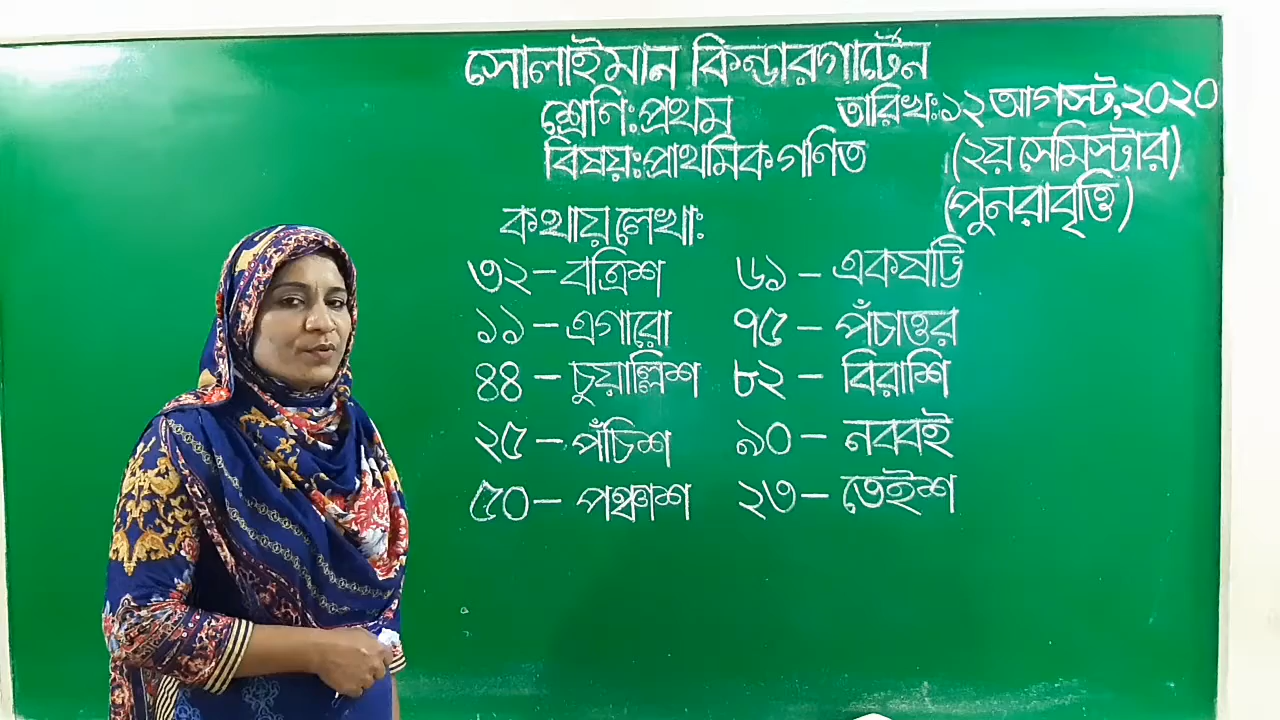 সোলাইমান কিন্ডারগার্টেন
শ্রেণি:প্রথম তারিখ:১২ আগস্ট,২০২০
বিষয়:প্রাথমিক গণিত (২য় সেমিস্টার)
(পুনরাবৃত্তি)
কথায় লেখা:
৩২ – বত্রিশ ৬১ – একষট্টি
১১ – এগারো ৭৫ – পঁচাত্তর
৪৪ – চুয়াল্লিশ ৮২ – বিরাশি
২৫ – পঁচিশ ৯০ – নব্বই
৫০ – পঞ্চাশ ২৩ – তেইশ